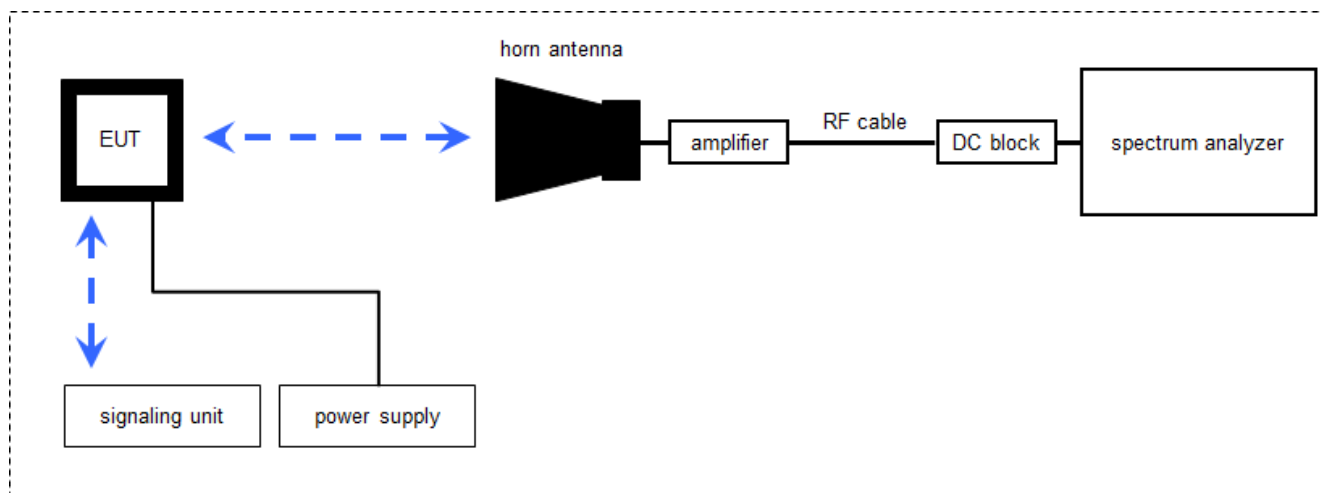 horn antenna
EUT
amplifier
RF cable
DC block
spectrum analyzer
signaling unit
power supply